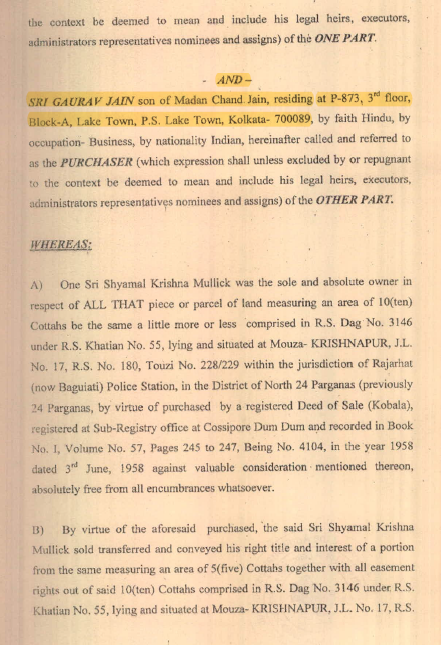 the context be deemed to mean and include his legal heirs, executors,
administrators representatives nominees and assigns) of the ONE PART.
- AND –
SRI GAURAV JAIN son of Madan Chand Jain, residing at P-873, 3rd floor,
Block-A, Lake Town, P.S. Lake Town, Kolkata- 700089, by faith Hindu, by
occupation- Business, by nationality Indian, hereinafter called and referred to
as the PURCHASER (which expression shall unless excluded by or repugnant
to the context be deemed to mean and include his legal heirs, executors,
administrators representatives nominees and assigns) of the OTHER PART.
WHEREAS:
A) One Sri Shyamal Krishna Mullick was the sole and absolute owner in
respect of ALL THAT piece or parcel of land measuring an area of 10(ten)
Cottahs be the same a little more or less comprised in R.S. Dag No. 3146
under R.S. Khatian No. 55, lying and situated at Mouza- KRISHNAPUR, J.L.
No. 17, R.S. No. 180, Touzi No. 228/229 within the jurisdiction of Rajarhat
(now Baguiati) Police Station, in the District of North 24 Parganas (previously
24 Parganas, by virtue of purchased by a registered Deed of Sale (Kobala),
registered at Sub-Registry office at Cossipore Dum Dum and recorded in Book
No. I, Volume No. 57, Pages 245 to 247, Being No. 4104, in the year 1958
dated 3rd June, 1958 against valuable consideration mentioned thereon,
absolutely free from all encumbrances whatsoever.
B) By virtue of the aforesaid purchased, the said Sri Shyamal Krishna
Mullick sold transferred and conveyed his right title and interest of a portion
from the same measuring an area of 5(five) Cottahs together with all easement
rights out of said 10(ten) Cottahs comprised in R.S. Dag No. 3146 under R.S.
Khatian No. 55, lying and situated at Mouza- KRISHNAPUR, J.L. No. 17, R.S.